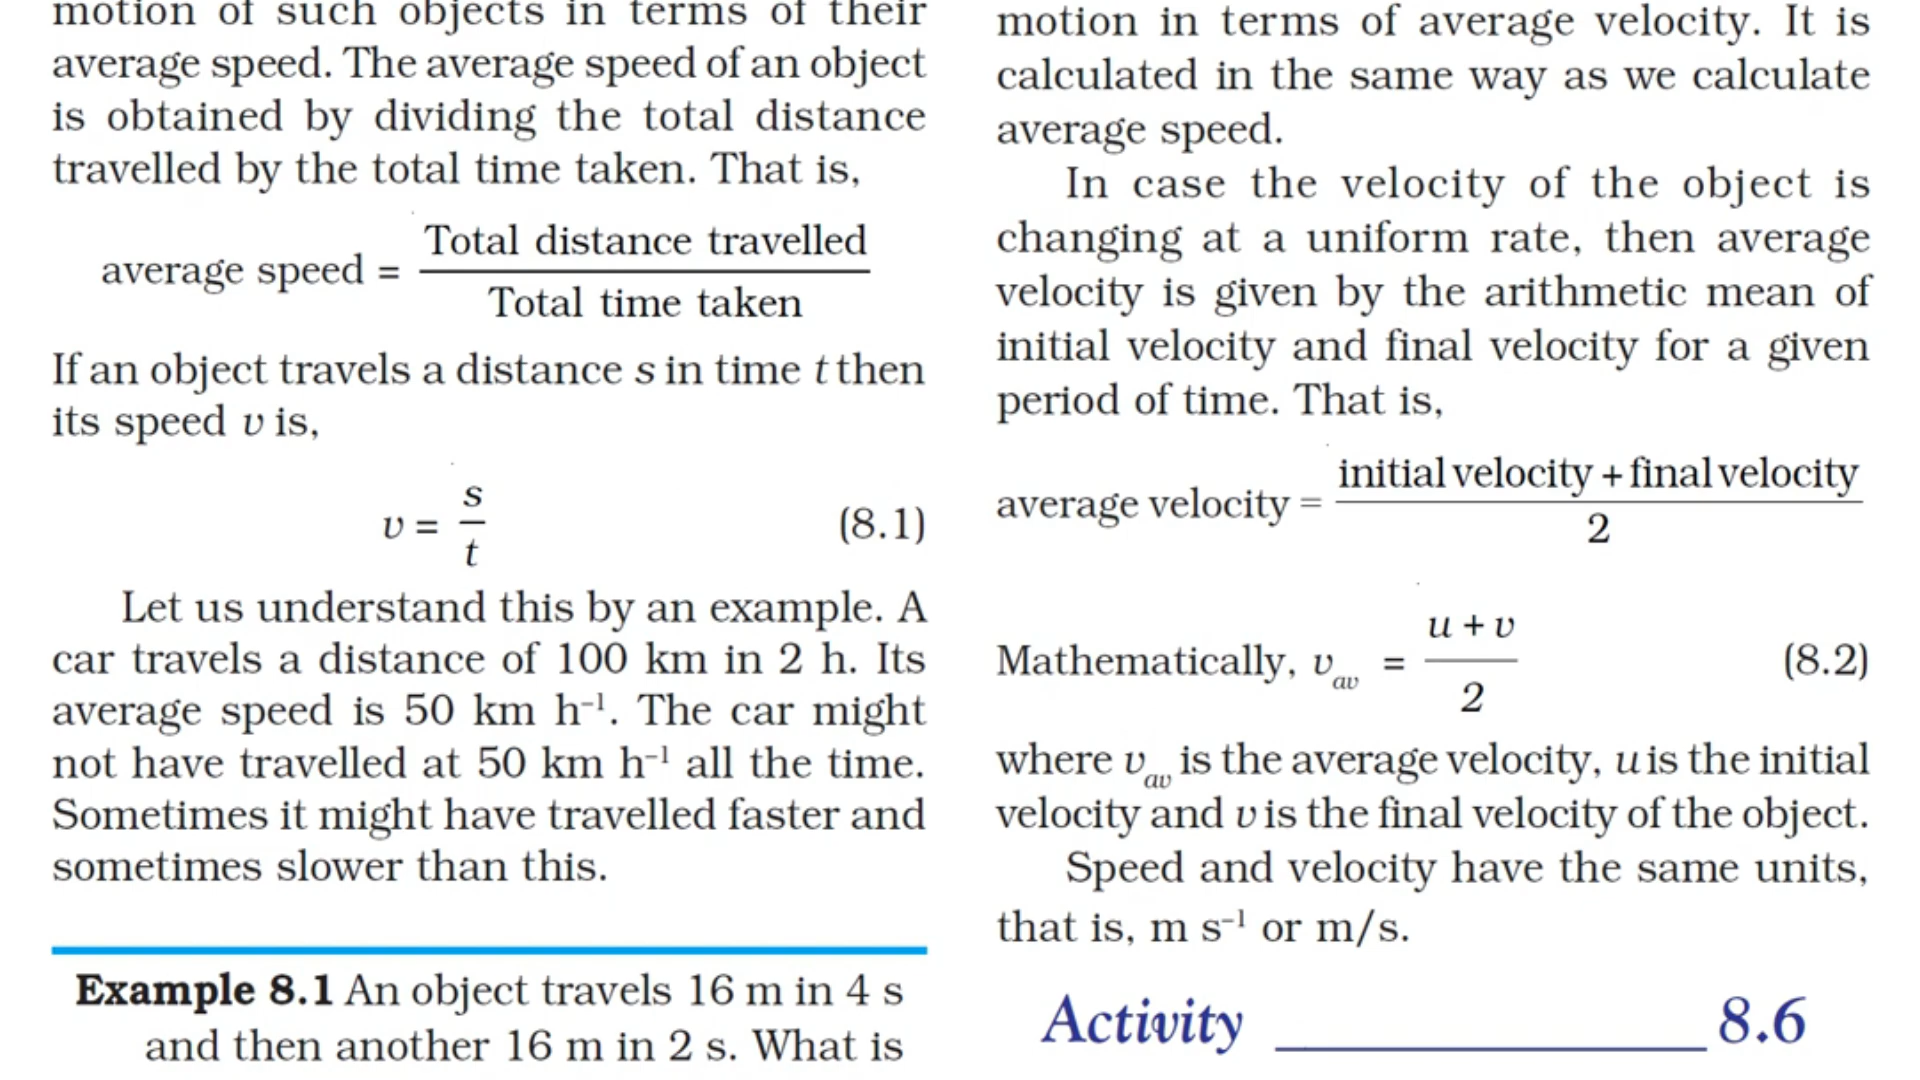 motion of such objects in terms of their
average speed. The average speed of an object
is obtained by dividing the total distance
travelled by the total time taken. That is,
average speed = Total distance travelled
Total time taken
If an object travels a distance s in time t then
its speed v is,
v = s
t
(8.1)
Let us understand this by an example. A
car travels a distance of 100 km in 2 h. Its
average speed is 50 km h⁻¹. The car might
not have travelled at 50 km h⁻¹ all the time.
Sometimes it might have travelled faster and
sometimes slower than this.
Example 8.1 An object travels 16 m in 4 s
and then another 16 m in 2 s. What is
motion in terms of average velocity. It is
calculated in the same way as we calculate
average speed.
In case the velocity of the object is
changing at a uniform rate, then average
velocity is given by the arithmetic mean of
initial velocity and final velocity for a given
period of time. That is,
average velocity = initial velocity + final velocity
2
Mathematically, v_av = u + v
2
(8.2)
where v_av is the average velocity, u is the initial
velocity and v is the final velocity of the object.
Speed and velocity have the same units,
that is, m s⁻¹ or m/s.
Activity 8.6